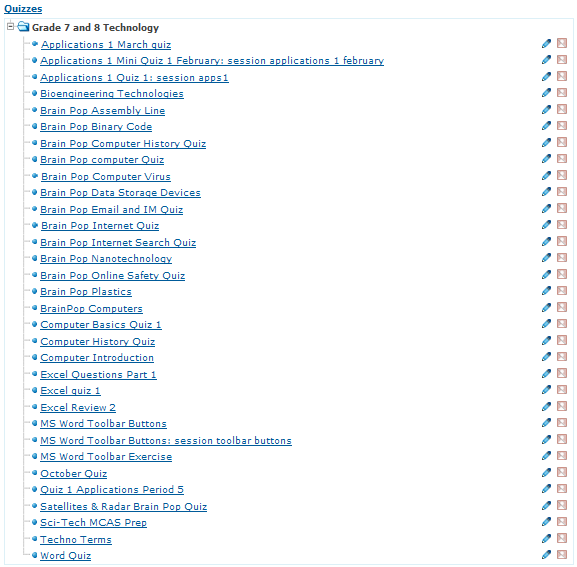 Quizzes
Grade 7 and 8 Technology
Applications 1 March quiz
Applications 1 Mini Quiz 1 February: session applications 1 february
Applications 1 Quiz 1: session apps1
Bioengineering Technologies
Brain Pop Assembly Line
Brain Pop Binary Code
Brain Pop Computer History Quiz
Brain Pop computer Quiz
Brain Pop Computer Virus
Brain Pop Data Storage Devices
Brain Pop Email and IM Quiz
Brain Pop Internet Quiz
Brain Pop Internet Search Quiz
Brain Pop Nanotechnology
Brain Pop Online Safety Quiz
Brain Pop Plastics
BrainPop Computers
Computer Basics Quiz 1
Computer History Quiz
Computer Introduction
Excel Questions Part 1
Excel quiz 1
Excel Review 2
MS Word Toolbar Buttons
MS Word Toolbar Buttons: session toolbar buttons
MS Word Toolbar Exercise
October Quiz
Quiz 1 Applications Period 5
Satellites & Radar Brain Pop Quiz
Sci-Tech MCAS Prep
Techno Terms
Word Quiz